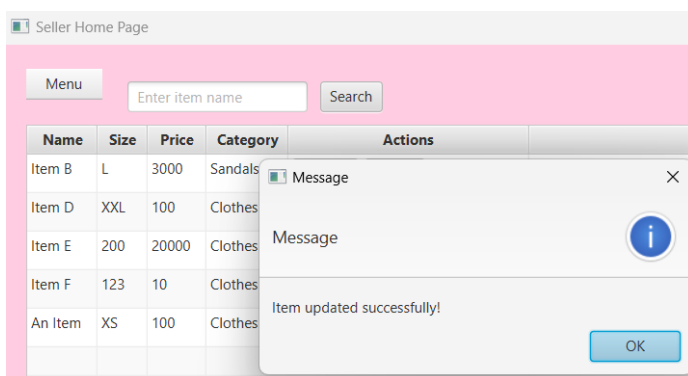 Seller Home Page
Menu
Enter item name
Search
Name Size Price Category Actions
Item B L 3000 Sandals
Item D XXL 100 Clothes
Item E 200 20000 Clothes
Item F 123 10 Clothes
An Item XS 100 Clothes
Message
Message
Item updated successfully!
OK